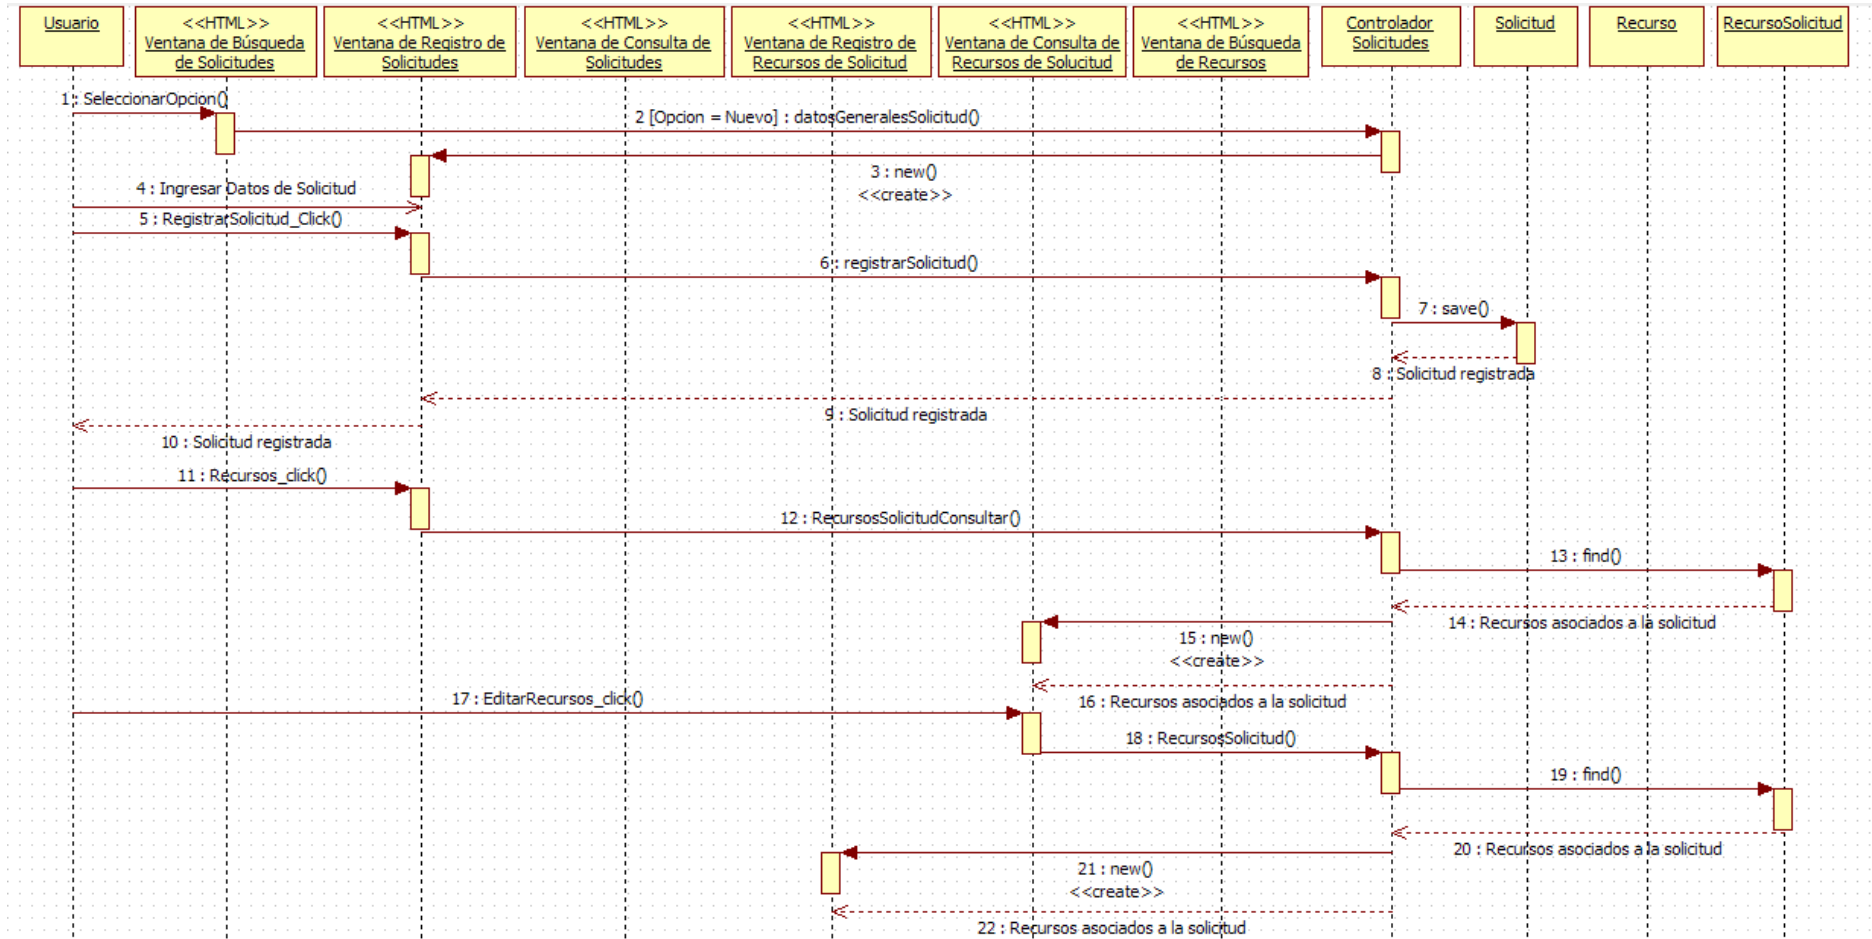 Usuario
<<HTML>>
Ventana de Búsqueda
de Solicitudes
<<HTML>>
Ventana de Registro de
Solicitudes
<<HTML>>
Ventana de Consulta de
Solicitudes
<<HTML>>
Ventana de Registro de
Recursos de Solicitud
<<HTML>>
Ventana de Consulta de
Recursos de Solucitud
<<HTML>>
Ventana de Búsqueda
de Recursos
Controlador
Solicitudes
Solicitud
Recurso
RecursoSolicitud
1 : SeleccionarOpcion()
2 [Opcion = Nuevo] : datosGeneralesSolicitud()
3 : new()
<<create>>
4 : Ingresar Datos de Solicitud
5 : RegistrarSolicitud_Click()
6 : registrarSolicitud()
7 : save()
8 : Solicitud registrada
9 : Solicitud registrada
10 : Solicitud registrada
11 : Recursos_click()
12 : RecursosSolicitudConsultar()
13 : find()
14 : Recursos asociados a la solicitud
15 : new()
<<create>>
16 : Recursos asociados a la solicitud
17 : EditarRecursos_click()
18 : RecursosSolicitud()
19 : find()
20 : Recursos asociados a la solicitud
21 : new()
<<create>>
22 : Recursos asociados a la solicitud